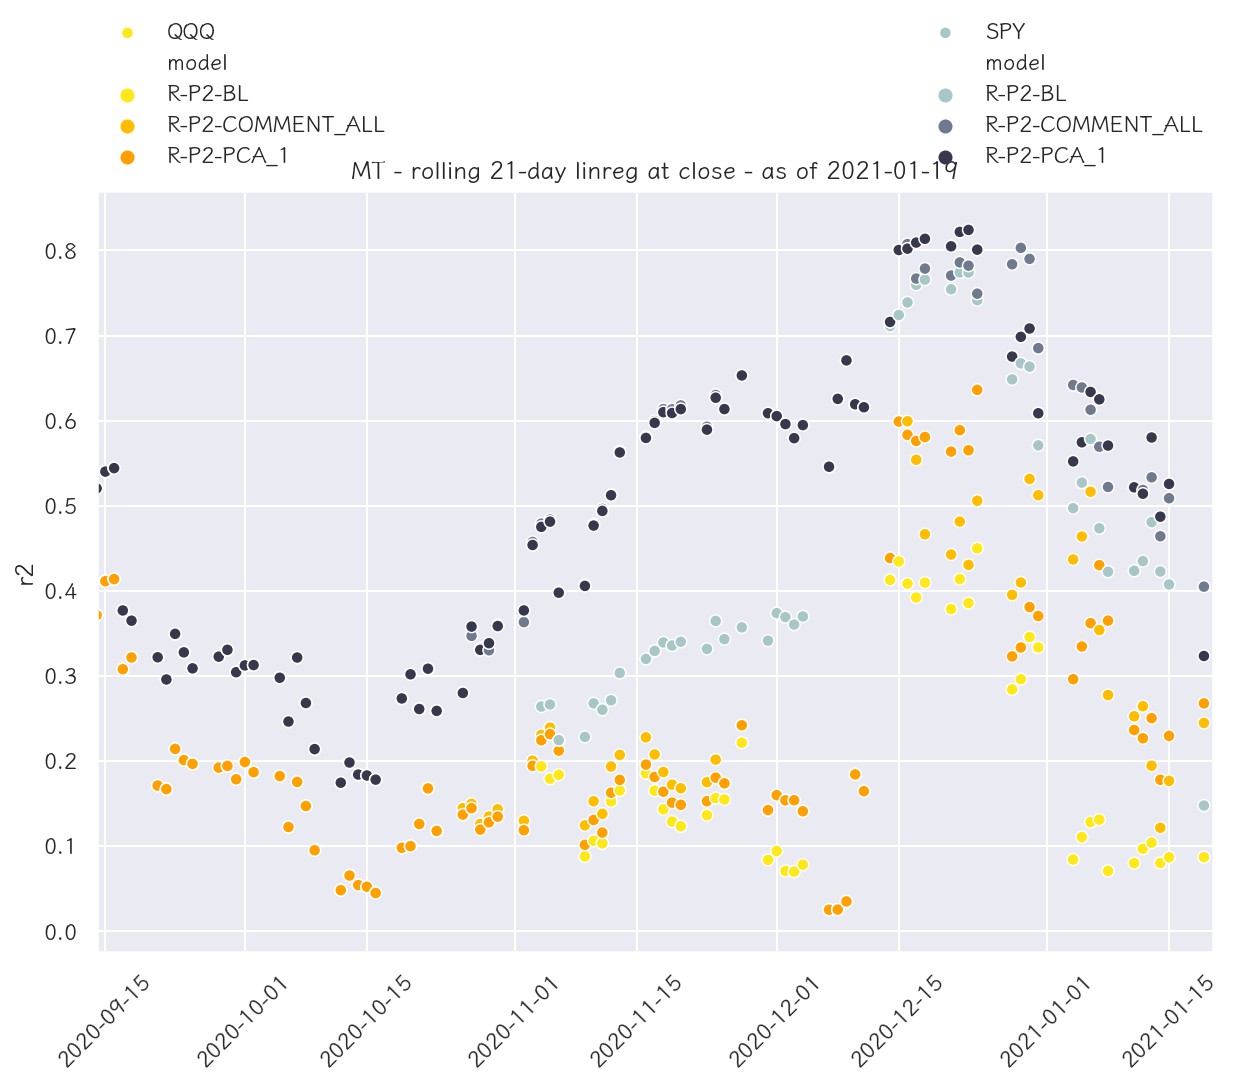 QQQ
model
R-P2-BL
R-P2-COMMENT_ALL
R-P2-PCA_1
SPY
model
R-P2-BL
R-P2-COMMENT_ALL
R-P2-PCA_1
MT - rolling 21-day linreg at close - as of 2021-01-19
r2
0.8
0.7
0.6
0.5
0.4
0.3
0.2
0.1
0.0
2020-09-15
2020-10-01
2020-10-15
2020-11-01
2020-11-15
2020-12-01
2020-12-15
2021-01-01
2021-01-15